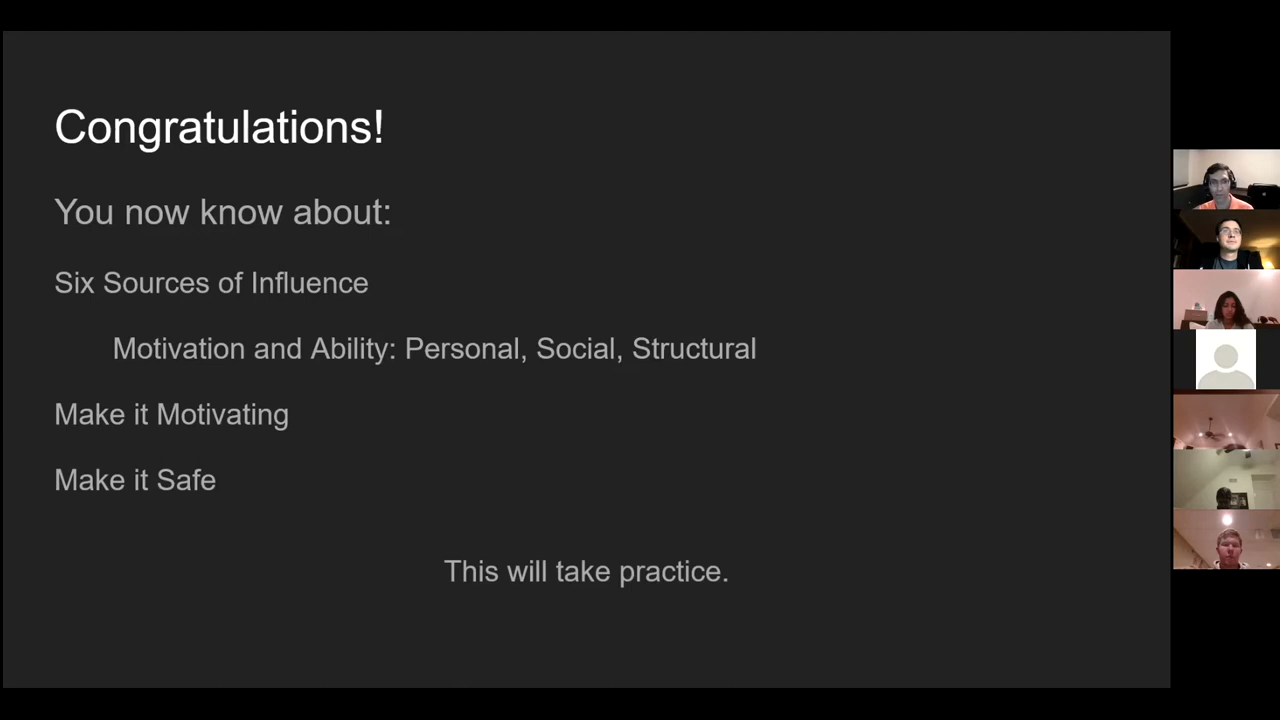 Congratulations!
You now know about:
Six Sources of Influence
Motivation and Ability: Personal, Social, Structural
Make it Motivating
Make it Safe
This will take practice.